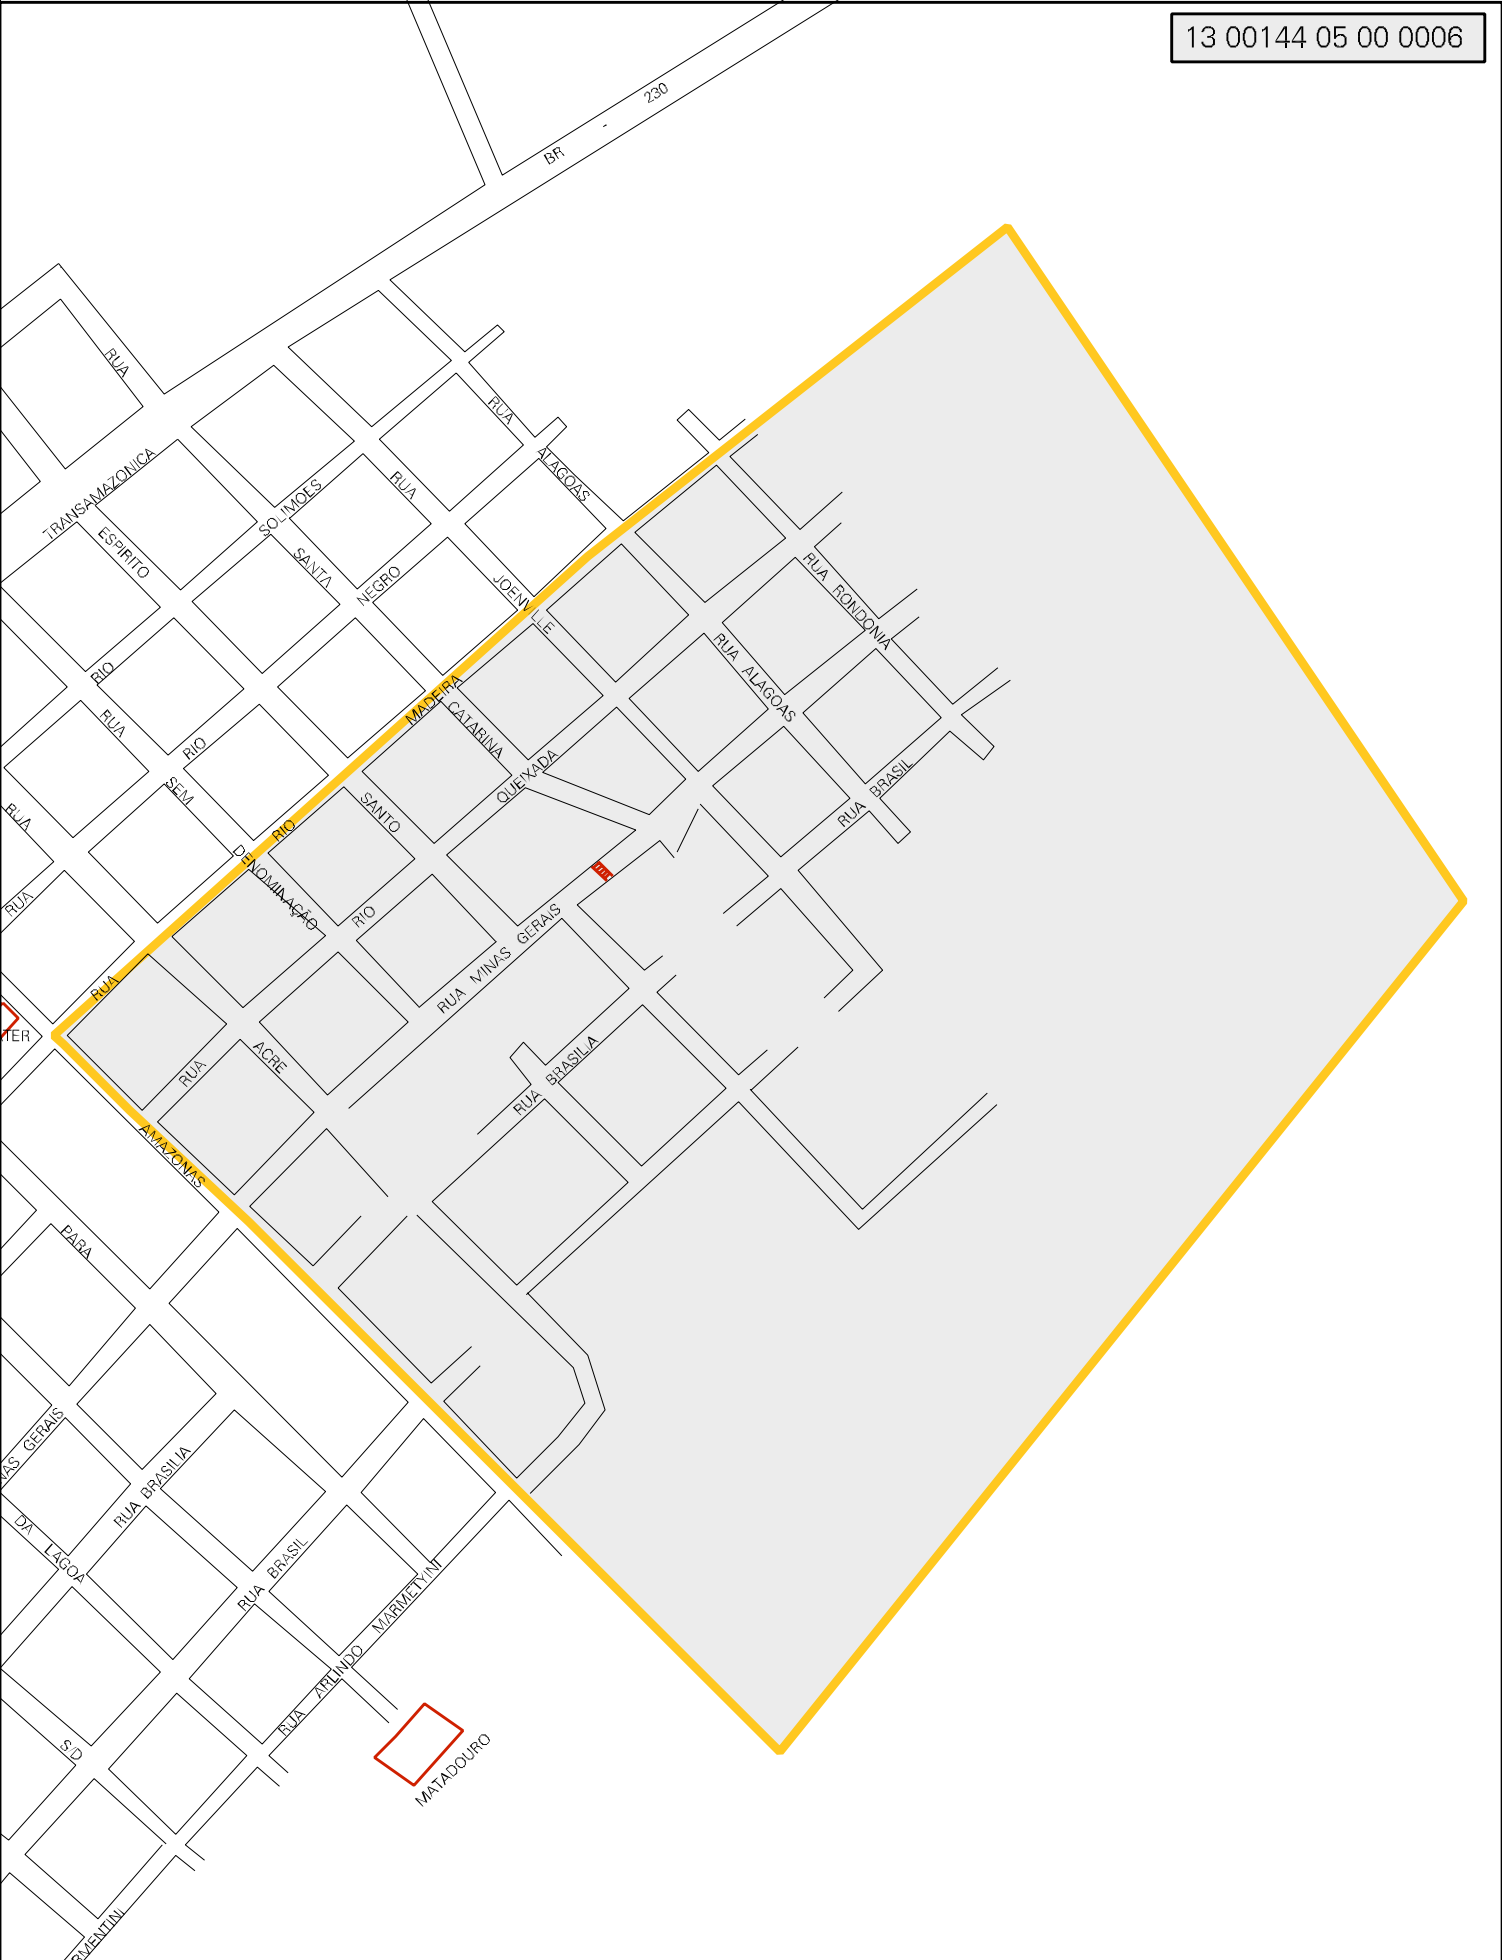 13 00144 05 00 0006
230
-
BR
RUA
RUA
ALAGOAS
TRANSAMAZONICA
SOLIMOES
RUA
ESPIRITO
SANTA
NEGRO
JOENVILLE
RUA RONDONIA
RUA ALAGOAS
RIO
MADEIRA
CATARINA
RUA
RIO
QUEIXADA
SEM
SANTO
RUA BRASIL
RUA
RIO
DENOMINAÇÃO
RUA
RIO
RUA MINAS GERAIS
RUA
TER
ACRE
RUA
RUA BRASILIA
AMAZONAS
PARA
NAS GERAIS
RUA BRASILIA
DA LAGOA
RUA BRASIL
RUA ARLINDO MARMETYINI
S/D
MATADOURO
RMENTINI